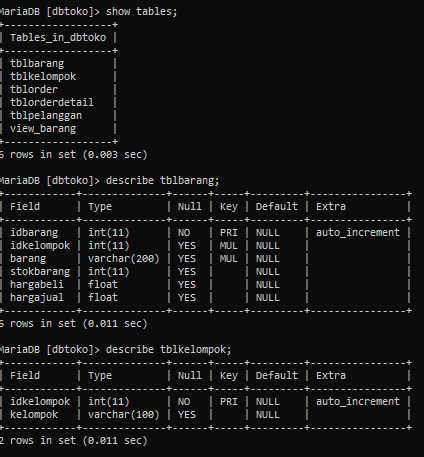 MariaDB [dbtoko]> show tables;
+------------------+
| Tables_in_dbtoko |
+------------------+
| tblbarang        |
| tblkelompok      |
| tblorder         |
| tblorderdetail   |
| tblpelanggan     |
| view_barang      |
+------------------+
6 rows in set (0.003 sec)

MariaDB [dbtoko]> describe tblbarang;
+------------+--------------+------+-----+---------+----------------+
| Field      | Type         | Null | Key | Default | Extra          |
+------------+--------------+------+-----+---------+----------------+
| idbarang   | int(11)      | NO   | PRI | NULL    | auto_increment |
| idkelompok | int(11)      | YES  | MUL | NULL    |                |
| barang     | varchar(200) | YES  | MUL | NULL    |                |
| stokbarang | int(11)      | YES  |     | NULL    |                |
| hargabeli  | float        | YES  |     | NULL    |                |
| hargajual  | float        | YES  |     | NULL    |                |
+------------+--------------+------+-----+---------+----------------+
6 rows in set (0.011 sec)

MariaDB [dbtoko]> describe tblkelompok;
+------------+--------------+------+-----+---------+----------------+
| Field      | Type         | Null | Key | Default | Extra          |
+------------+--------------+------+-----+---------+----------------+
| idkelompok | int(11)      | NO   | PRI | NULL    | auto_increment |
| kelompok   | varchar(100) | YES  |     | NULL    |                |
+------------+--------------+------+-----+---------+----------------+
2 rows in set (0.011 sec)